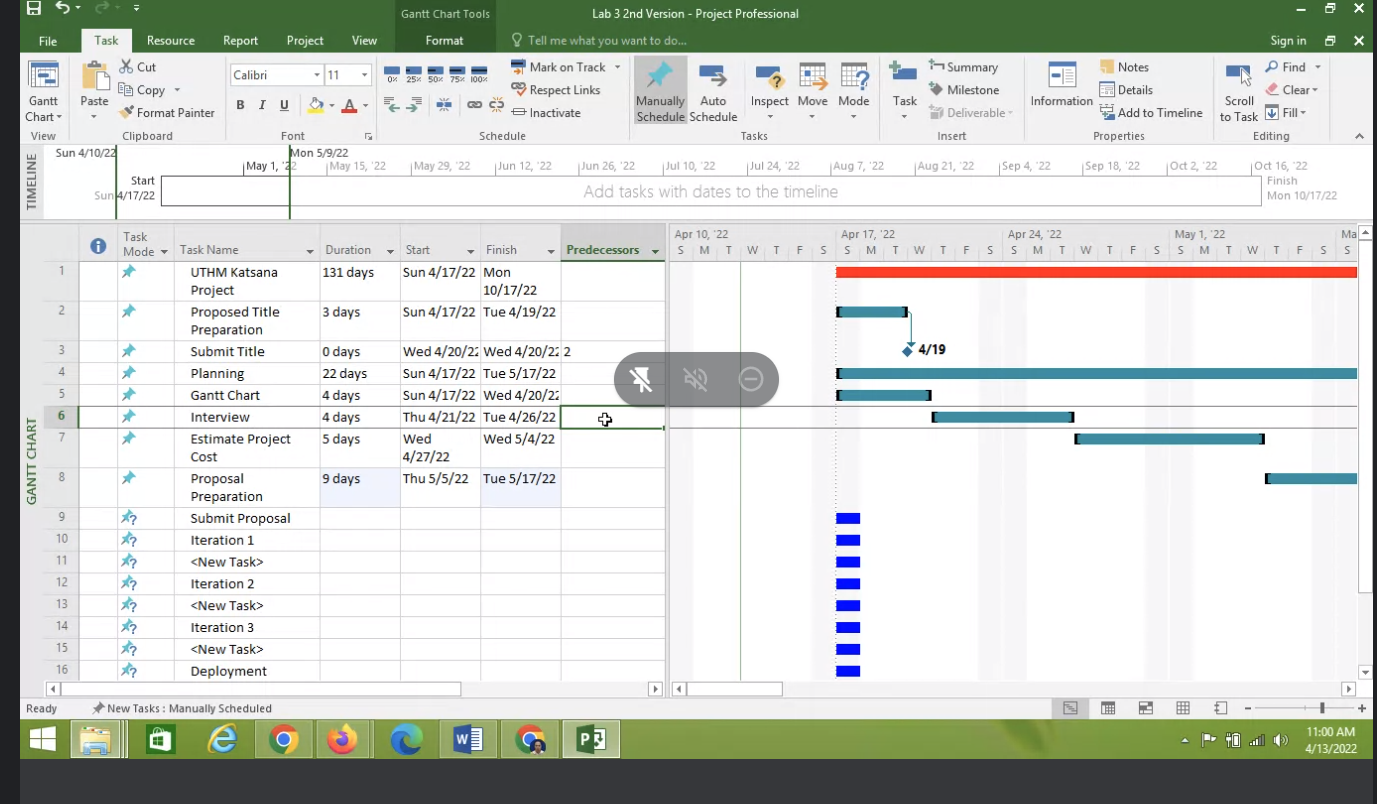 Gantt Chart Tools
Lab 3 2nd Version - Project Professional
File Task Resource Report Project View Format Tell me what you want to do... Sign in
Gantt Chart
View
Paste
Cut
Copy
Format Painter
Clipboard
Calibri 11
B I U A
Font
0% 25% 50% 75% 100%
Mark on Track
Respect Links
Inactivate
Schedule
Manually Schedule
Auto Schedule
Inspect Move Mode
Tasks
Task
Summary
Milestone
Deliverable
Insert
Information
Notes
Details
Add to Timeline
Properties
Scroll to Task
Find
Clear
Fill
Editing
TIMELINE
Sun 4/10/22 Mon 5/9/22
May 1, '22 May 15, '22 May 29, '22 Jun 12, '22 Jun 26, '22 Jul 10, '22 Jul 24, '22 Aug 7, '22 Aug 21, '22 Sep 4, '22 Sep 18, '22 Oct 2, '22 Oct 16, '22
Start
Sun 4/17/22
Add tasks with dates to the timeline
Finish
Mon 10/17/22
GANTT CHART
Task Mode Task Name Duration Start Finish Predecessors
Apr 10, '22 Apr 17, '22 Apr 24, '22 May 1, '22 Ma
S M T W T F S S M T W T F S S M T W T F S S M T W T F S S
1 UTHM Katsana Project 131 days Sun 4/17/22 Mon 10/17/22
2 Proposed Title Preparation 3 days Sun 4/17/22 Tue 4/19/22
3 Submit Title 0 days Wed 4/20/22 Wed 4/20/22 2
4/19
4 Planning 22 days Sun 4/17/22 Tue 5/17/22
5 Gantt Chart 4 days Sun 4/17/22 Wed 4/20/22
6 Interview 4 days Thu 4/21/22 Tue 4/26/22
7 Estimate Project Cost 5 days Wed 4/27/22 Wed 5/4/22
8 Proposal Preparation 9 days Thu 5/5/22 Tue 5/17/22
9 Submit Proposal
10 Iteration 1
11 <New Task>
12 Iteration 2
13 <New Task>
14 Iteration 3
15 <New Task>
16 Deployment
Ready New Tasks : Manually Scheduled
11:00 AM
4/13/2022